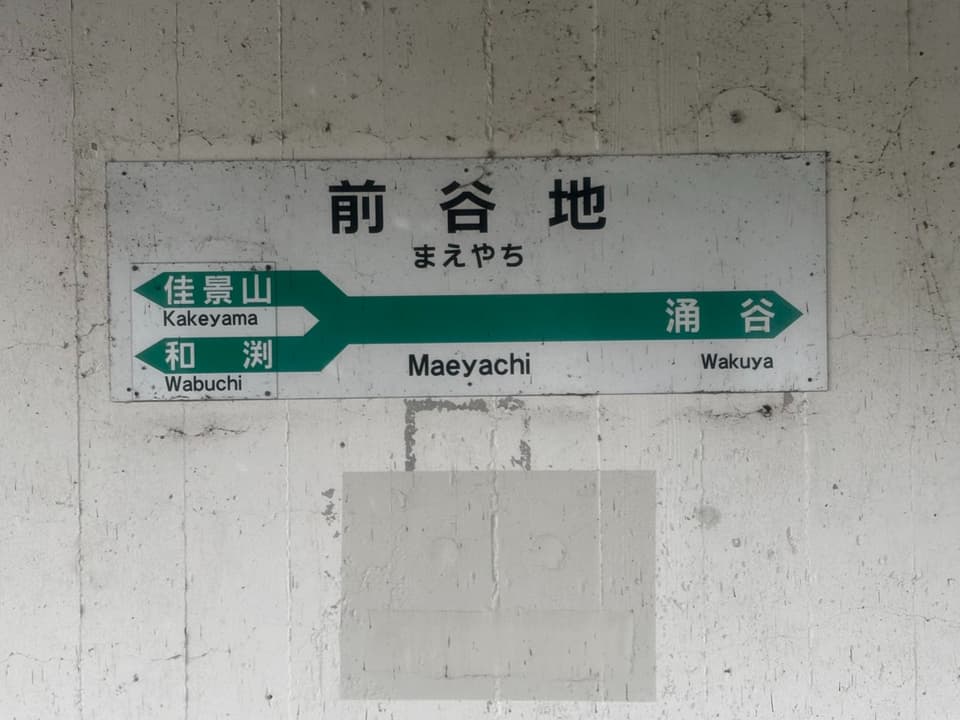 前谷地
まえやち
佳景山
Kakeyama
和渕
Wabuchi
涌谷
Maeyachi
Wakuya